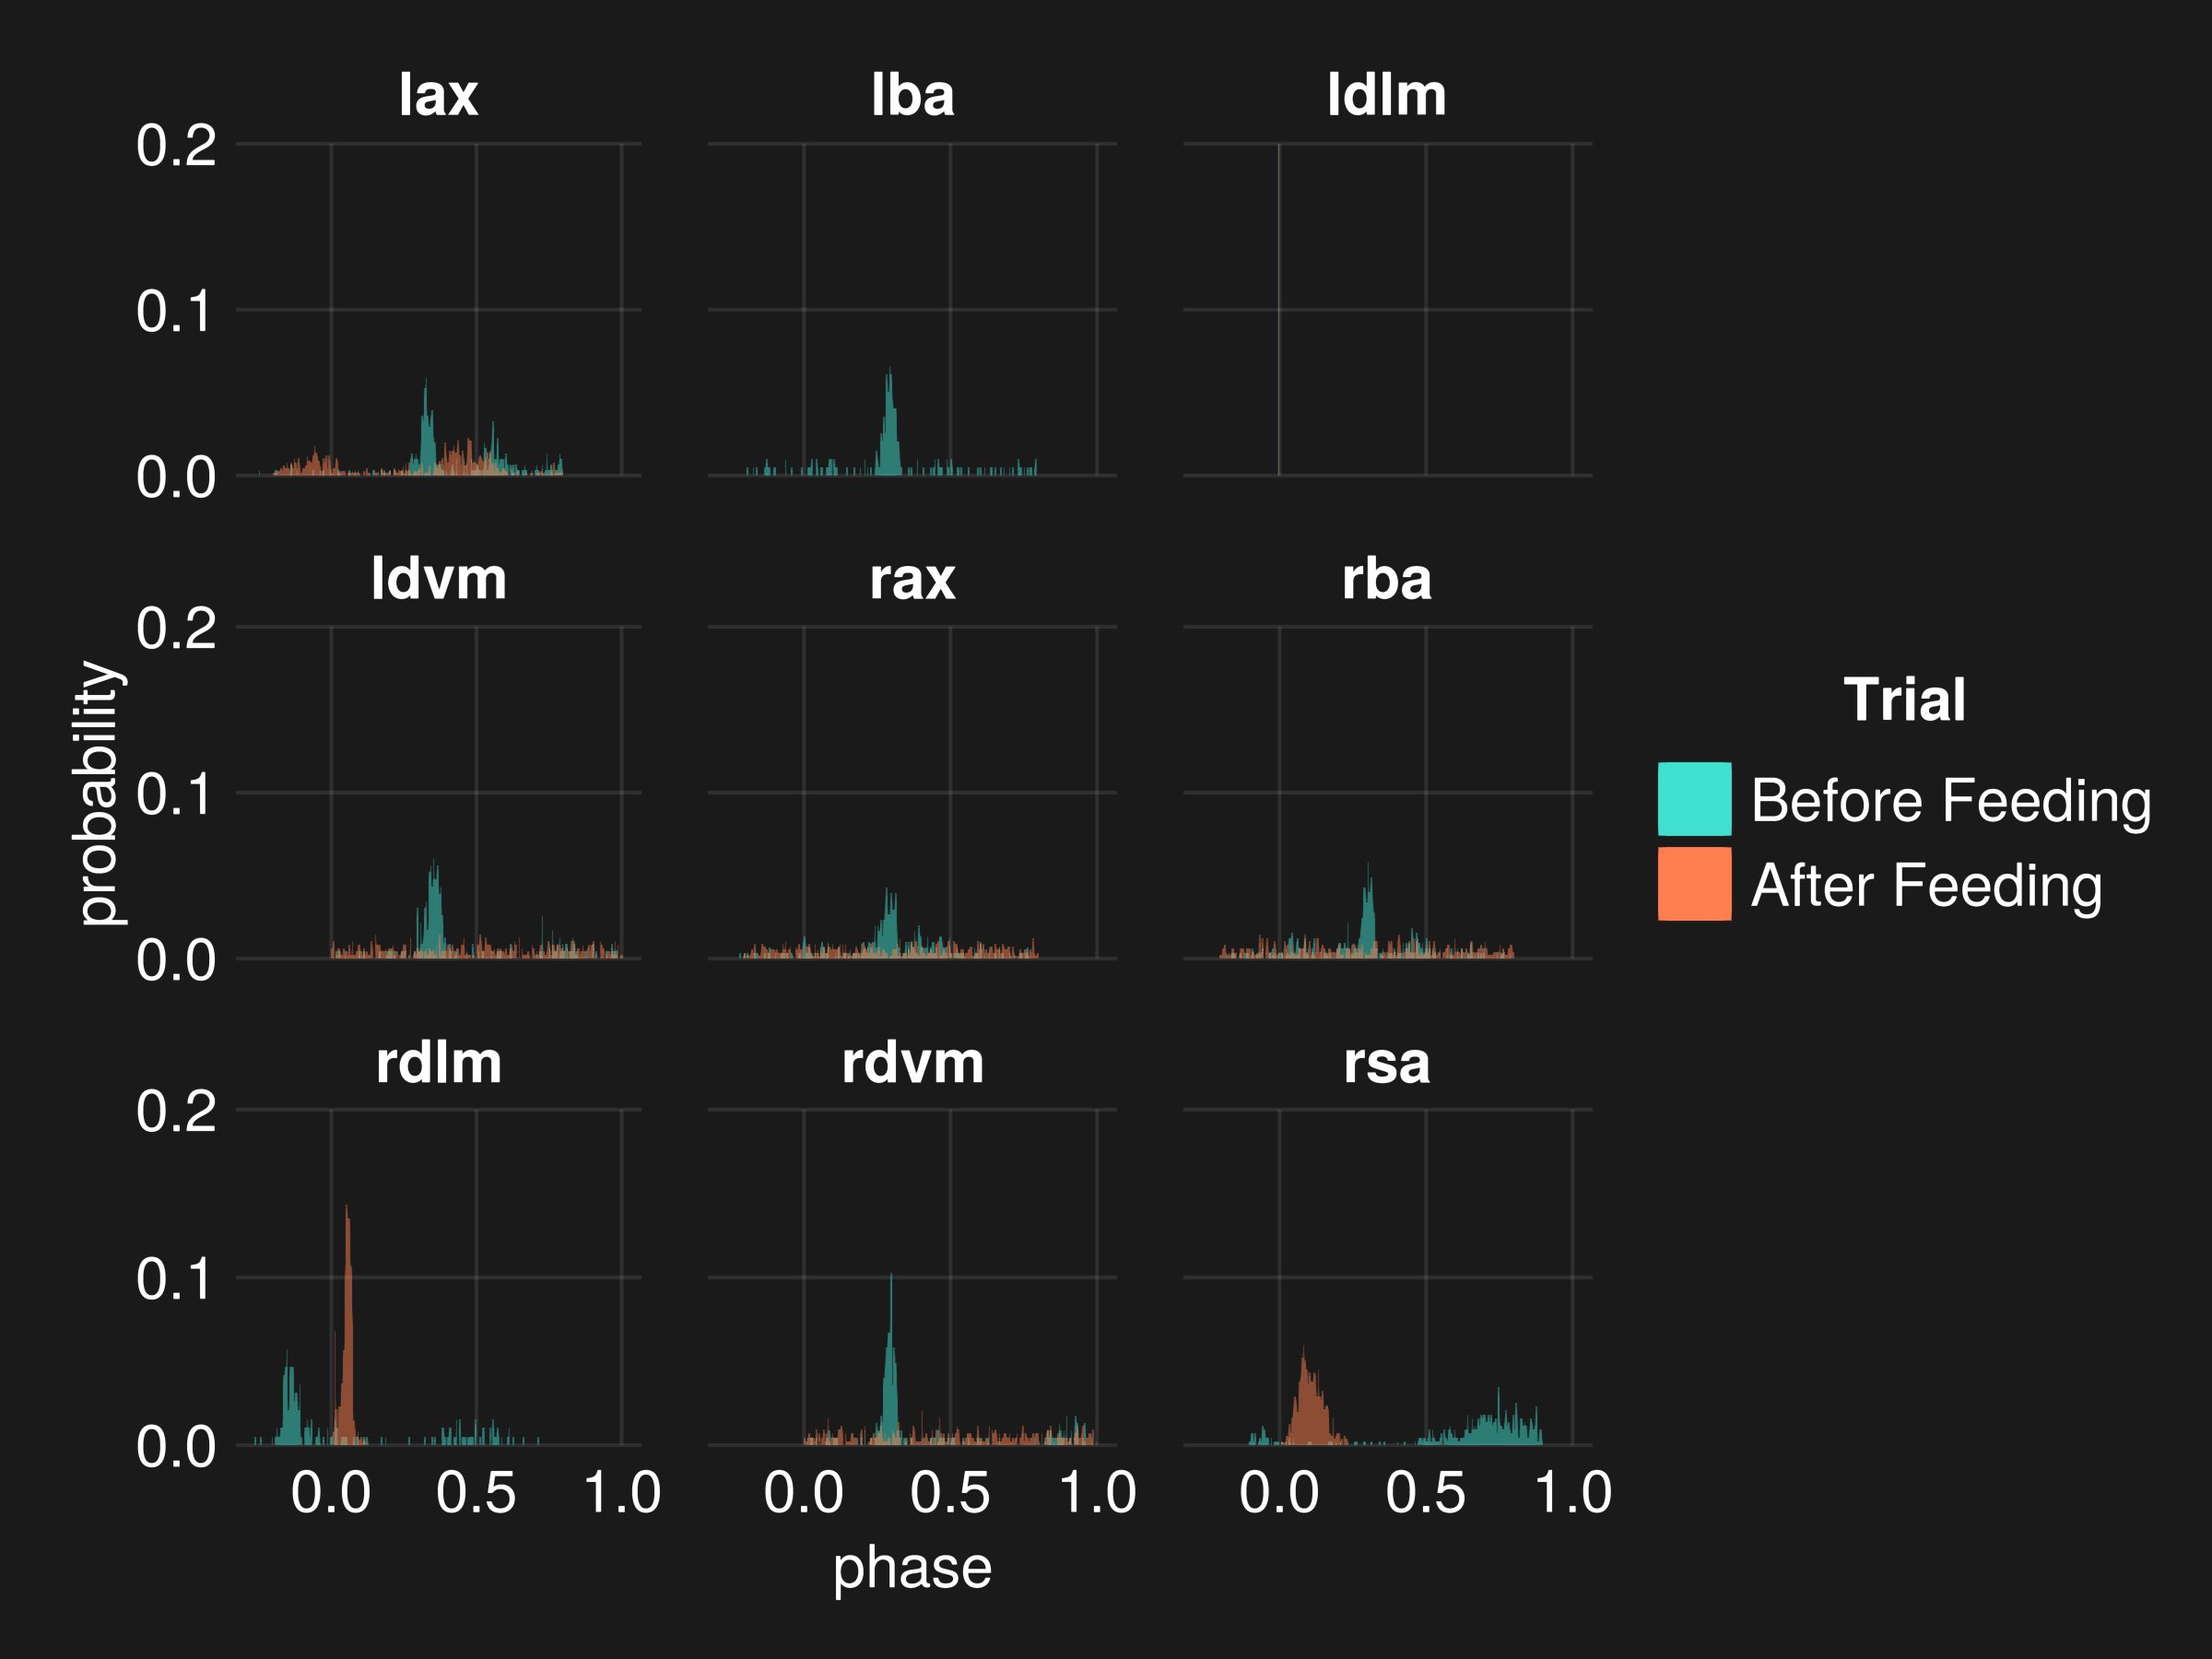 lax lba ldlm
0.2
0.1
0.0
ldvm rax rba
0.2
0.1
0.0
probability
rdlm rdvm rsa
0.2
0.1
0.0
0.0 0.5 1.0 0.0 0.5 1.0 0.0 0.5 1.0
phase
Trial
Before Feeding
After Feeding